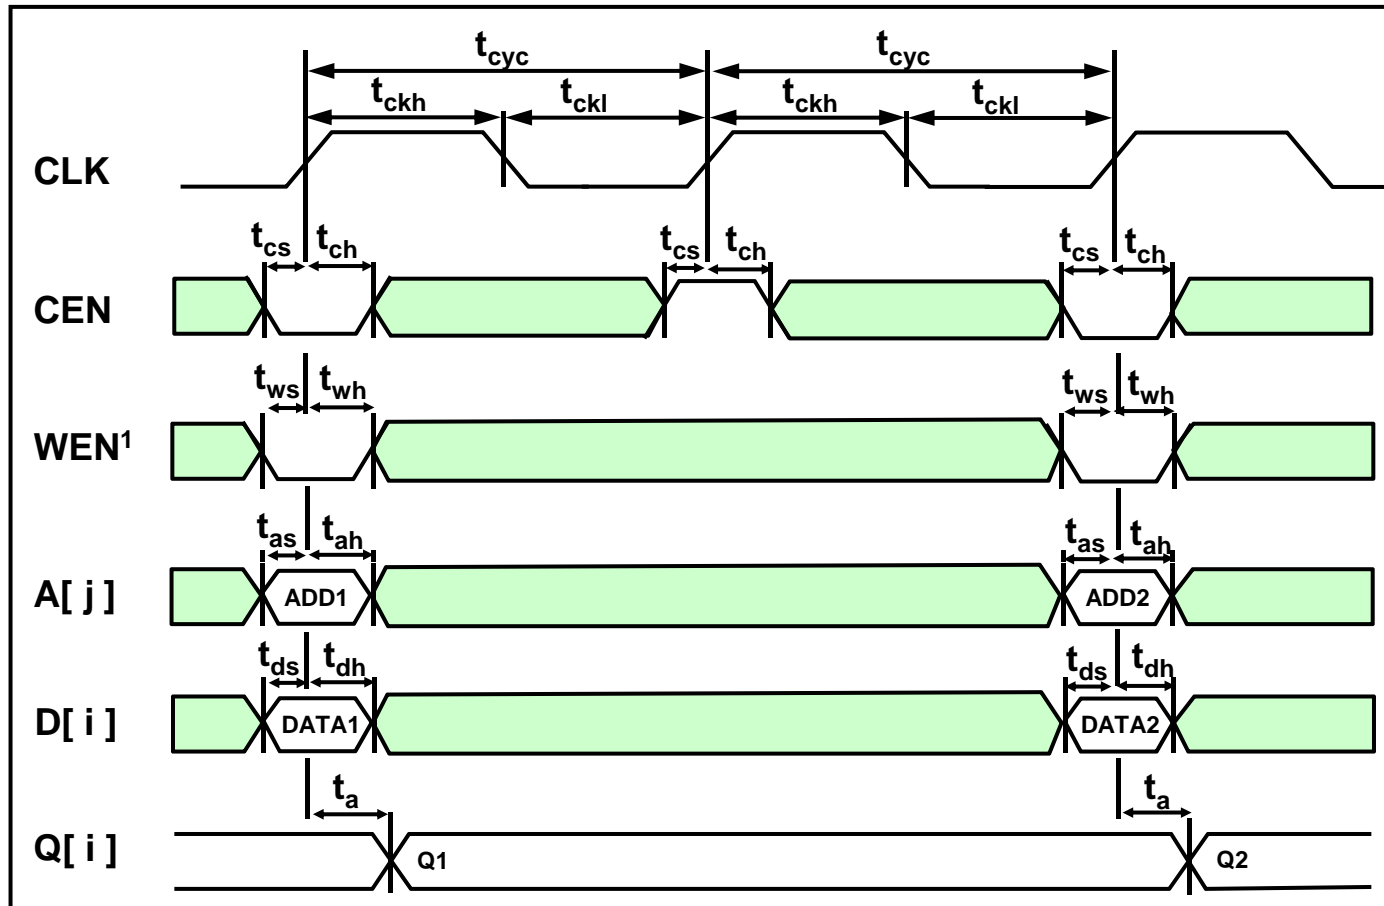 tcyc tcyc
tckh tckl tckh tckl
CLK
tcs tch tcs tch tcs tch
CEN
tws twh tws twh
WEN1
tas tah tas tah
A[ j ] ADD1 ADD2
tds tdh tds tdh
D[ i ] DATA1 DATA2
ta ta
Q[ i ] Q1 Q2